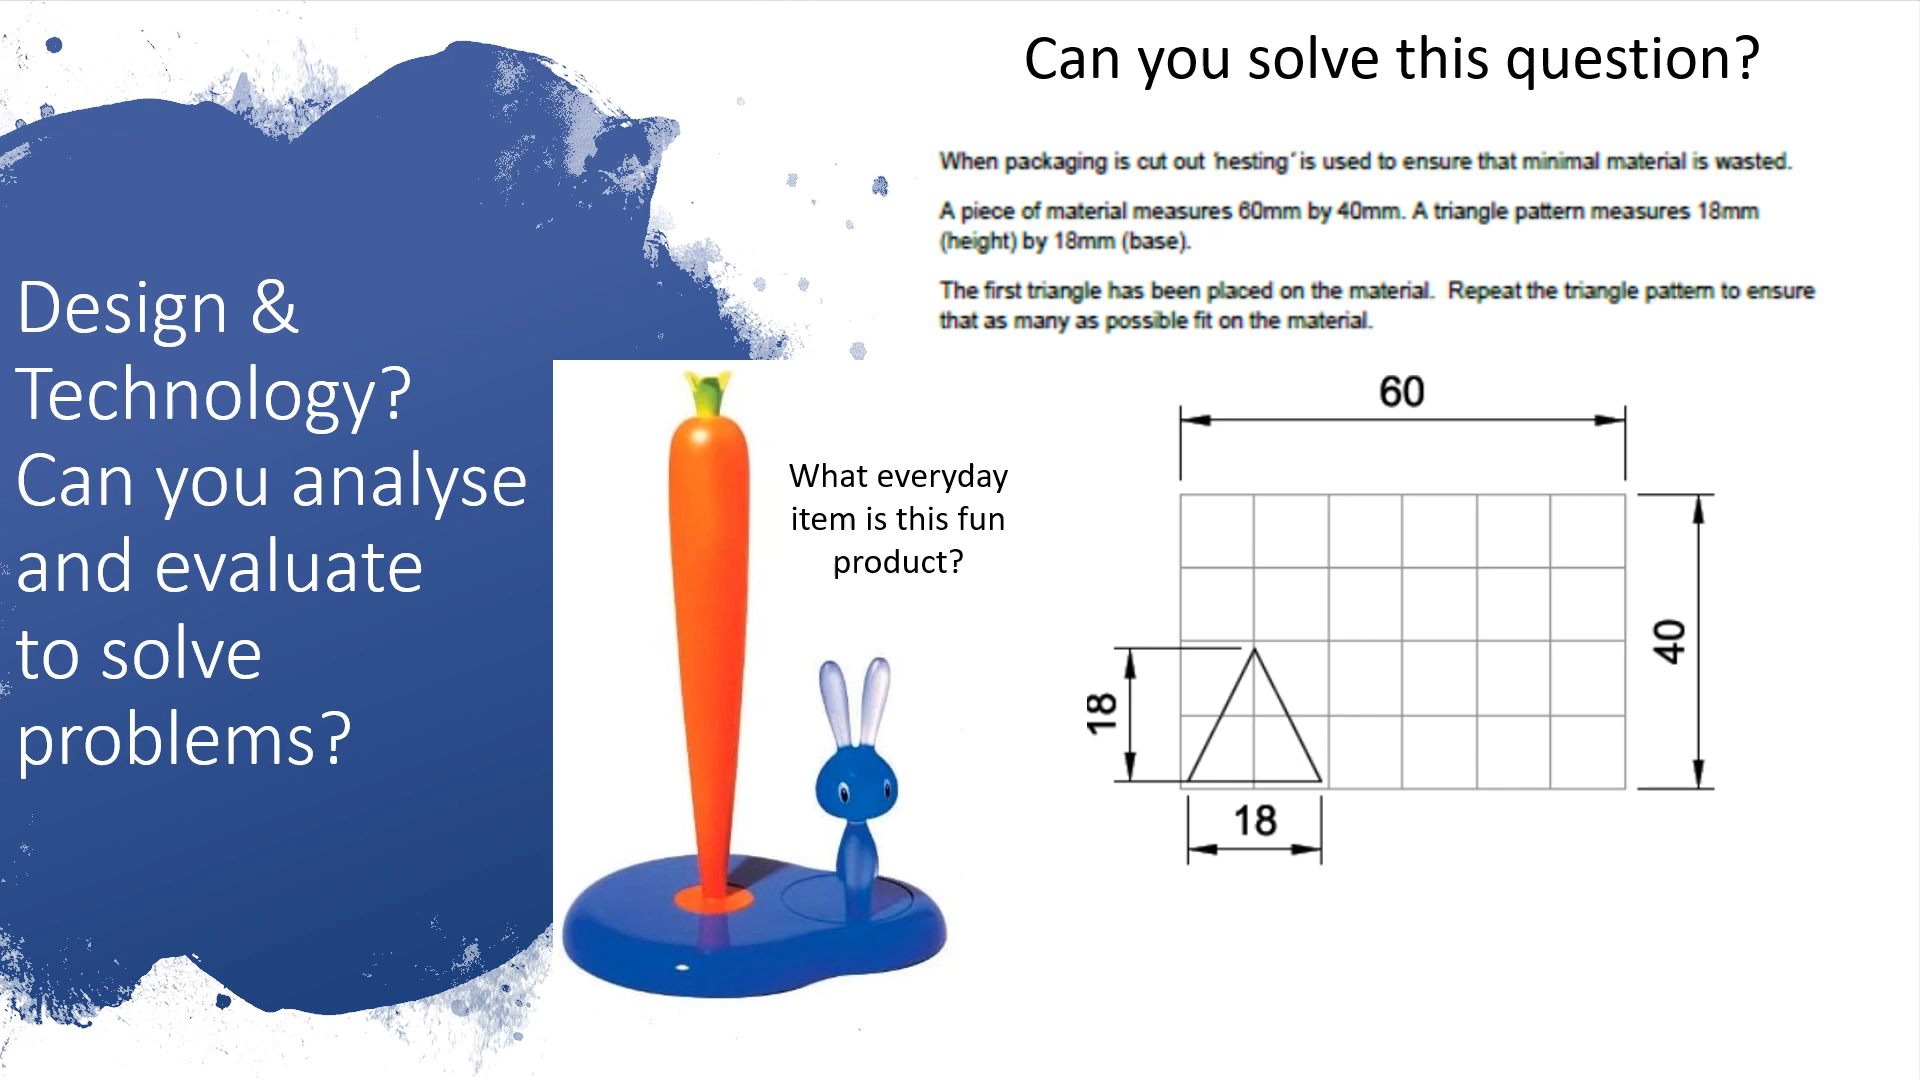 Design &
Technology?
Can you analyse
and evaluate
to solve
problems?
Can you solve this question?
When packaging is cut out 'nesting' is used to ensure that minimal material is wasted.
A piece of material measures 60mm by 40mm. A triangle pattern measures 18mm
(height) by 18mm (base).
The first triangle has been placed on the material. Repeat the triangle pattern to ensure
that as many as possible fit on the material.
What everyday
item is this fun
product?
60
40
18
18